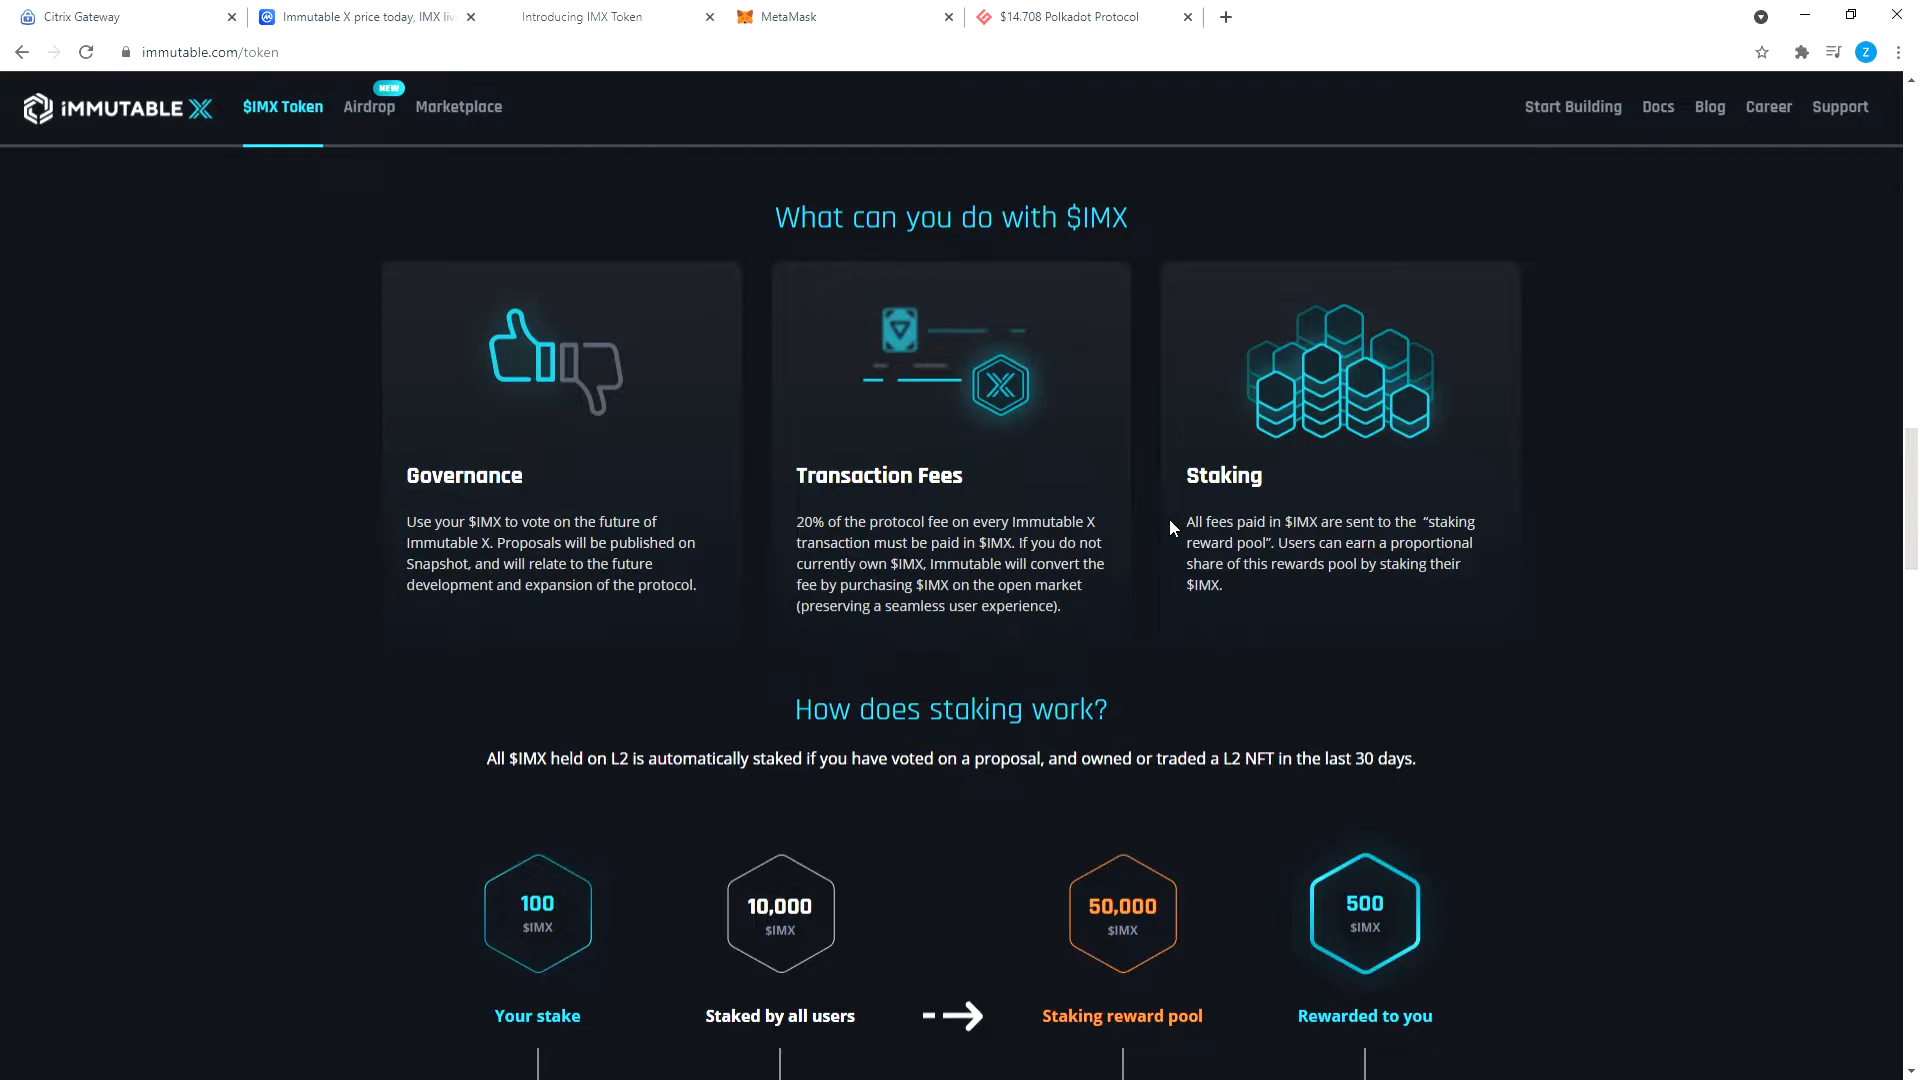 Citrix Gateway
Immutable X price today, IMX liv
Introducing IMX Token
MetaMask
$14.708 Polkadot Protocol
immutable.com/token
Z
IMMUTABLE X
$IMX Token
Airdrop
NEW
Marketplace
Start Building
Docs
Blog
Career
Support
What can you do with $IMX
Governance
Use your $IMX to vote on the future of
Immutable X. Proposals will be published on
Snapshot, and will relate to the future
development and expansion of the protocol.
Transaction Fees
20% of the protocol fee on every Immutable X
transaction must be paid in $IMX. If you do not
currently own $IMX, Immutable will convert the
fee by purchasing $IMX on the open market
(preserving a seamless user experience).
Staking
All fees paid in $IMX are sent to the “staking
reward pool”. Users can earn a proportional
share of this rewards pool by staking their
$IMX.
How does staking work?
All $IMX held on L2 is automatically staked if you have voted on a proposal, and owned or traded a L2 NFT in the last 30 days.
100
$IMX
Your stake
10,000
$IMX
Staked by all users
50,000
$IMX
Staking reward pool
500
$IMX
Rewarded to you